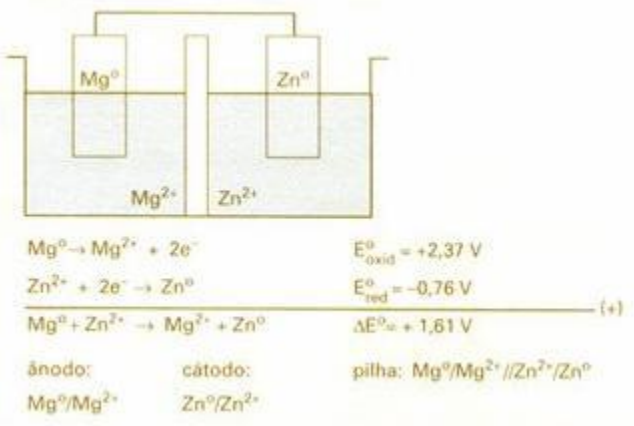 Mg° Zn°
Mg²⁺ Zn²⁺
Mg° → Mg²⁺ + 2e⁻ E°oxid = +2,37 V
Zn²⁺ + 2e⁻ → Zn° E°red = -0,76 V
(+)
Mg° + Zn²⁺ → Mg²⁺ + Zn° ΔE° = + 1,61 V
ânodo: cátodo: pilha: Mg°/Mg²⁺//Zn²⁺/Zn°
Mg°/Mg²⁺ Zn°/Zn²⁺